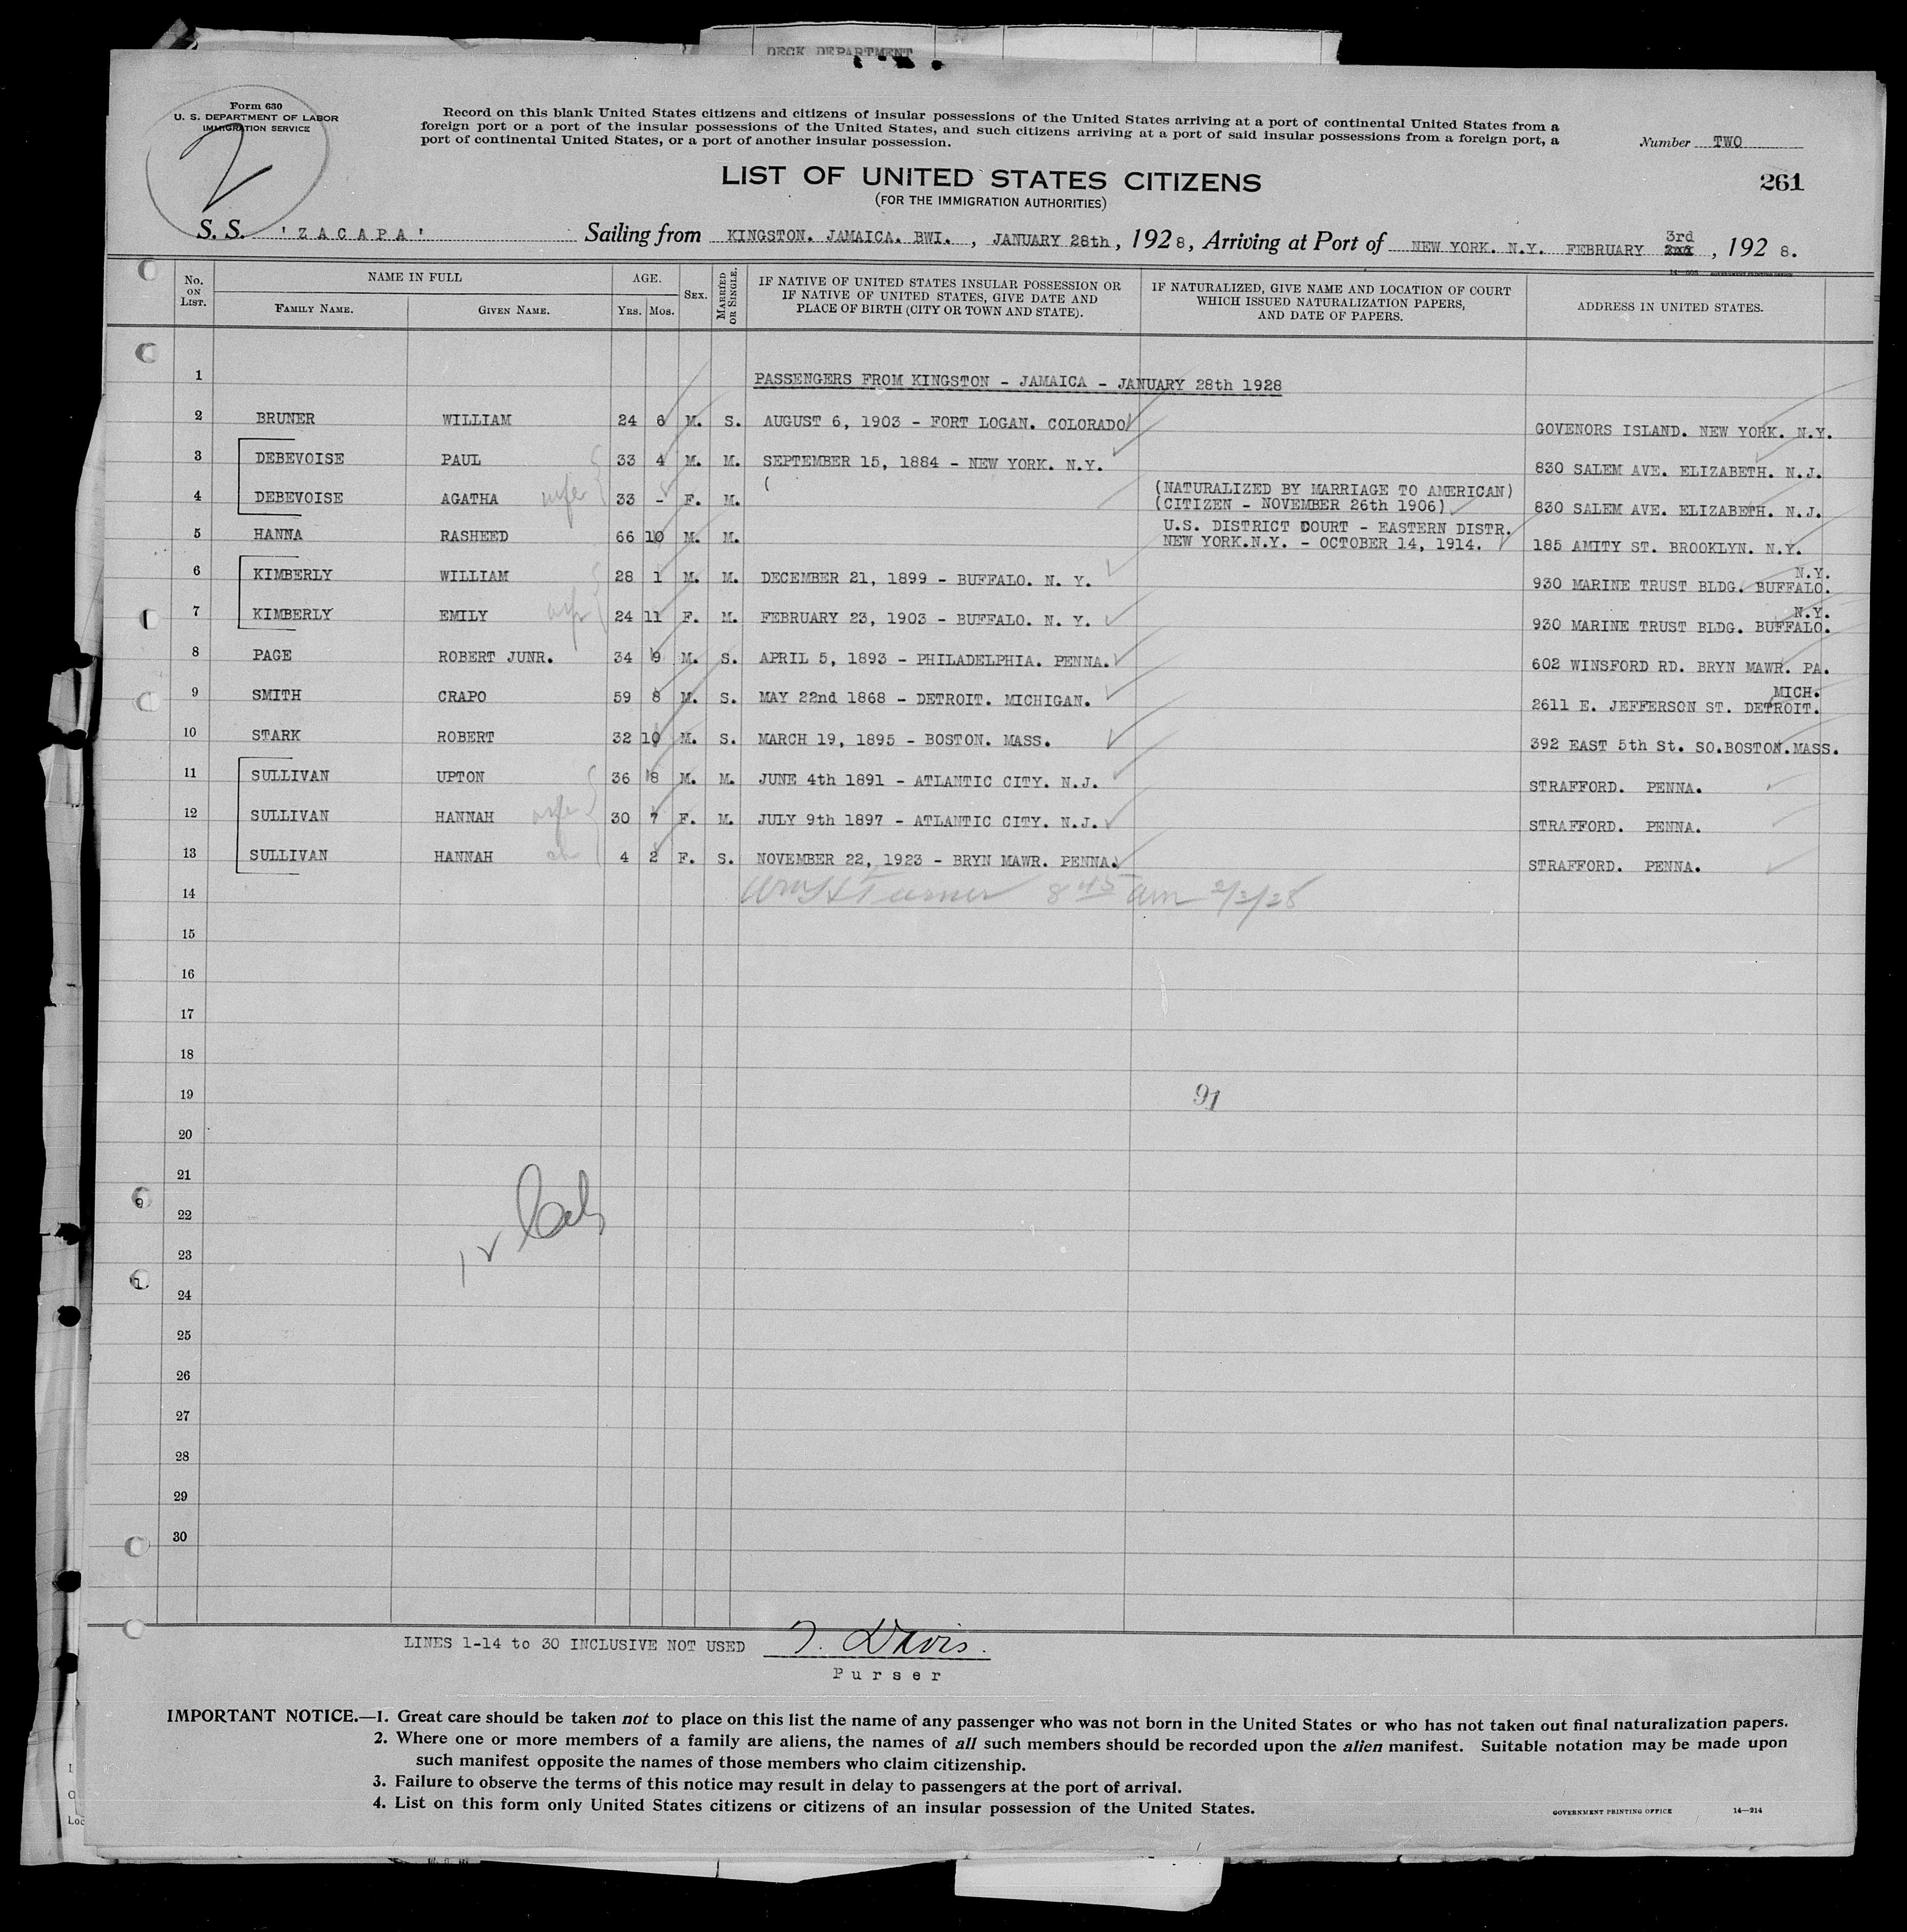 DECK DEPARTMENT
Form 630
U. S. DEPARTMENT OF LABOR
IMMIGRATION SERVICE
2
Record on this blank United States citizens and citizens of insular possessions of the United States arriving at a port of continental United States from a
foreign port or a port of the insular possessions of the United States, and such citizens arriving at a port of said insular possessions from a foreign port, a
port of continental United States, or a port of another insular possession.
Number TWO
LIST OF UNITED STATES CITIZENS
261
(FOR THE IMMIGRATION AUTHORITIES)
S. S. 'ZACAPA' Sailing from KINGSTON. JAMAICA. BWI. , JANUARY 28th , 1928, Arriving at Port of NEW YORK. N.Y. FEBRUARY 3rd , 1928.
No. ON LIST. NAME IN FULL AGE. SEX. MARRIED OR SINGLE. IF NATIVE OF UNITED STATES INSULAR POSSESSION OR IF NATIVE OF UNITED STATES, GIVE DATE AND PLACE OF BIRTH (CITY OR TOWN AND STATE). IF NATURALIZED, GIVE NAME AND LOCATION OF COURT WHICH ISSUED NATURALIZATION PAPERS, AND DATE OF PAPERS. ADDRESS IN UNITED STATES.
FAMILY NAME. GIVEN NAME. YRS. MOS.
1 PASSENGERS FROM KINGSTON - JAMAICA - JANUARY 28th 1928
2 BRUNER WILLIAM 24 6 M. S. AUGUST 6, 1903 - FORT LOGAN. COLORADO GOVENORS ISLAND. NEW YORK. N.Y.
3 DEBEVOISE PAUL 33 4 M. M. SEPTEMBER 15, 1884 - NEW YORK. N.Y. 830 SALEM AVE. ELIZABETH. N.J.
4 DEBEVOISE AGATHA wife 33 - F. M. ( (NATURALIZED BY MARRIAGE TO AMERICAN) (CITIZEN - NOVEMBER 26th 1906) 830 SALEM AVE. ELIZABETH. N.J.
5 HANNA RASHEED 66 10 M. M. U.S. DISTRICT COURT - EASTERN DISTR. NEW YORK.N.Y. - OCTOBER 14, 1914. 185 AMITY ST. BROOKLYN. N.Y.
6 KIMBERLY WILLIAM 28 1 M. M. DECEMBER 21, 1899 - BUFFALO. N. Y. 930 MARINE TRUST BLDG. BUFFALO. N.Y.
7 KIMBERLY EMILY wife 24 11 F. M. FEBRUARY 23, 1903 - BUFFALO. N. Y. 930 MARINE TRUST BLDG. BUFFALO. N.Y.
8 PAGE ROBERT JUNR. 34 9 M. S. APRIL 5, 1893 - PHILADELPHIA. PENNA. 602 WINSFORD RD. BRYN MAWR. PA.
9 SMITH CRAPO 59 8 M. S. MAY 22nd 1868 - DETROIT. MICHIGAN. 2611 E. JEFFERSON ST. DETROIT. MICH.
10 STARK ROBERT 32 10 M. S. MARCH 19, 1895 - BOSTON. MASS. 392 EAST 5th St. SO.BOSTON.MASS.
11 SULLIVAN UPTON 36 8 M. M. JUNE 4th 1891 - ATLANTIC CITY. N.J. STRAFFORD. PENNA.
12 SULLIVAN HANNAH wife 30 7 F. M. JULY 9th 1897 - ATLANTIC CITY. N.J. STRAFFORD. PENNA.
13 SULLIVAN HANNAH ch 4 2 F. S. NOVEMBER 22, 1923 - BRYN MAWR. PENNA. STRAFFORD. PENNA.
14 Wm H Turner 8 45 am 2/3/28
15
16
17
18
19 91
20
21
22
23
24
25
26
27
28
29
30
LINES 1-14 to 30 INCLUSIVE NOT USED J. Davis.
Purser
IMPORTANT NOTICE.—1. Great care should be taken not to place on this list the name of any passenger who was not born in the United States or who has not taken out final naturalization papers.
2. Where one or more members of a family are aliens, the names of all such members should be recorded upon the alien manifest. Suitable notation may be made upon
such manifest opposite the names of those members who claim citizenship.
3. Failure to observe the terms of this notice may result in delay to passengers at the port of arrival.
4. List on this form only United States citizens or citizens of an insular possession of the United States.
GOVERNMENT PRINTING OFFICE 14—214